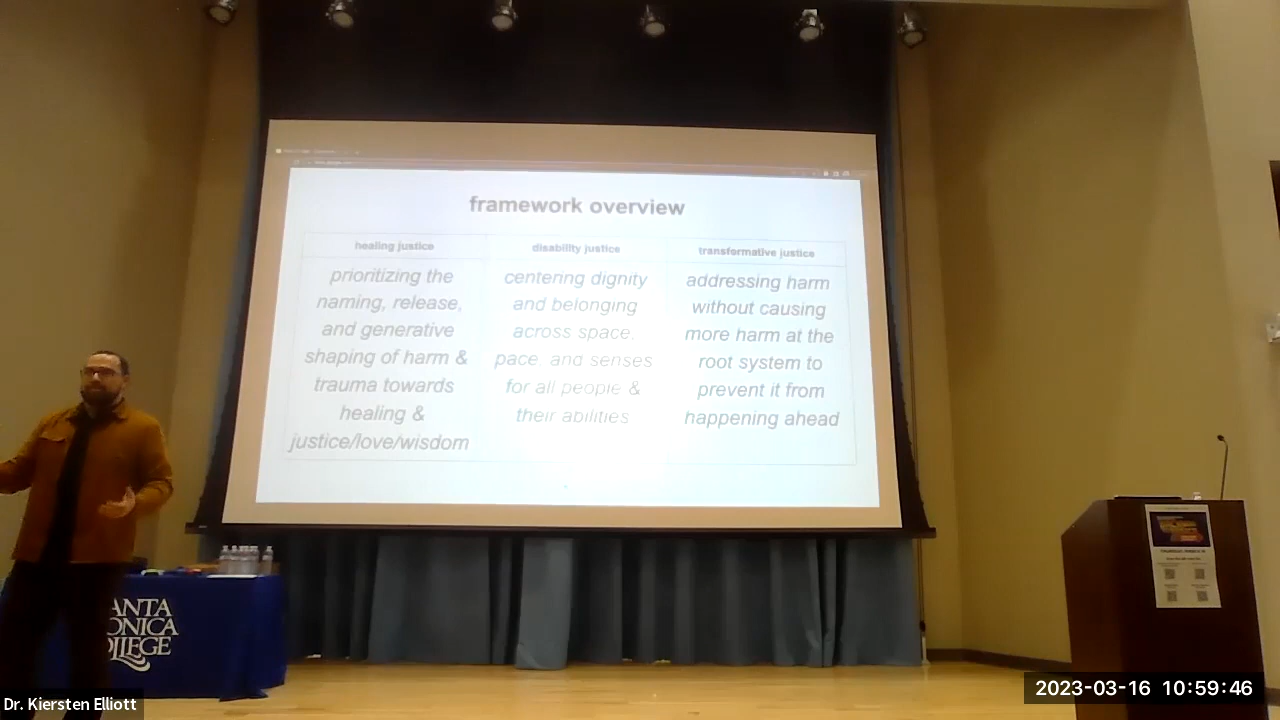 framework overview
healing justice
prioritizing the
naming, release,
and generative
shaping of harm &
trauma towards
healing &
justice/love/wisdom
disability justice
centering dignity
and belonging
across space,
pace, and senses
for all people &
their abilities
transformative justice
addressing harm
without causing
more harm at the
root system to
prevent it from
happening ahead
ANTA
ONICA
OLLEGE
Dr. Kiersten Elliott
2023-03-16 10:59:46